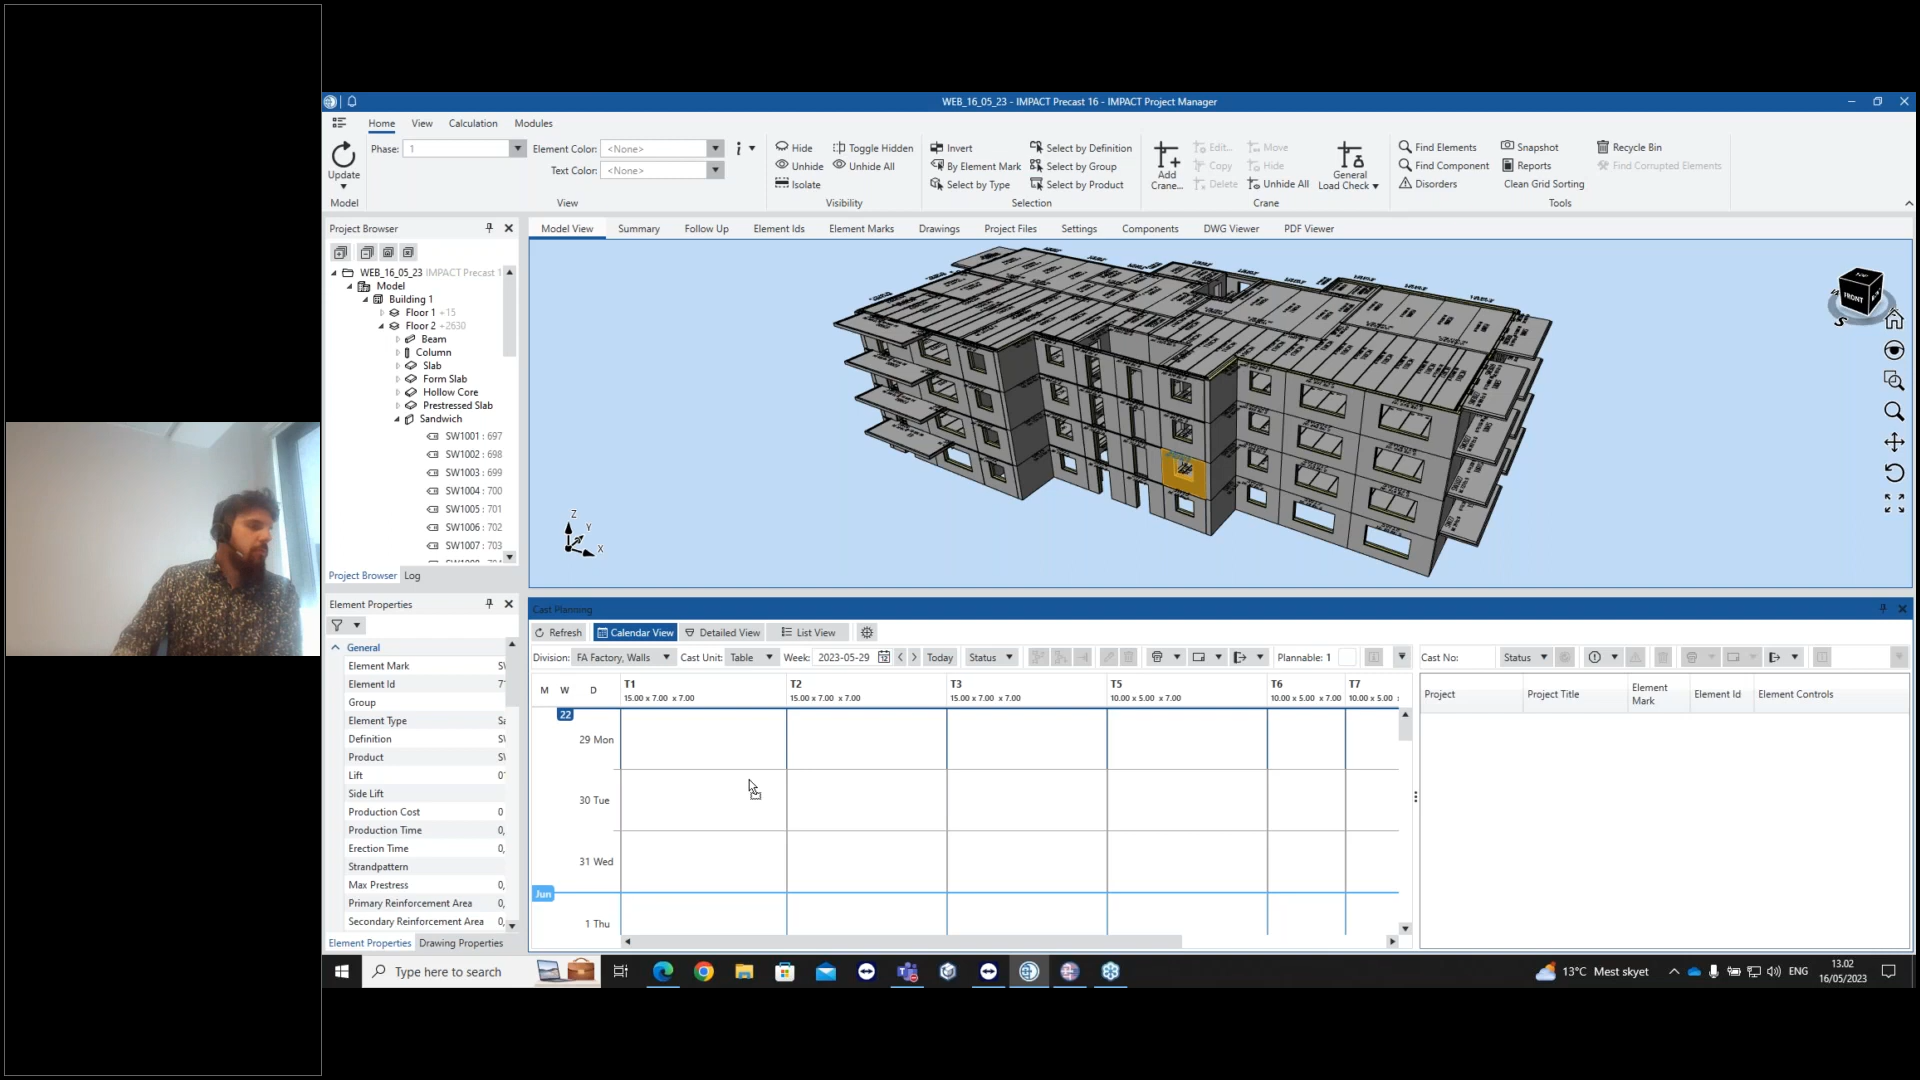 WEB_16_05_23 - IMPACT Precast 16 - IMPACT Project Manager
Home View Calculation Modules
Update
Model
Phase: 1
Element Color: <None>
Text Color: <None>
View
Hide Toggle Hidden
Unhide Unhide All
Isolate
Visibility
Invert Select by Definition
By Element Mark Select by Group
Select by Type Select by Product
Selection
Add Crane...
Edit... Move
Copy Hide
Delete Unhide All
General Load Check
Crane
Find Elements Snapshot Recycle Bin
Find Component Reports Find Corrupted Elements
Disorders Clean Grid Sorting
Tools
Project Browser
WEB_16_05_23 IMPACT Precast 1
Model
Building 1
Floor 1 +15
Floor 2 +2630
Beam
Column
Slab
Form Slab
Hollow Core
Prestressed Slab
Sandwich
SW1001 : 697
SW1002 : 698
SW1003 : 699
SW1004 : 700
SW1005 : 701
SW1006 : 702
SW1007 : 703
Project Browser Log
Model View Summary Follow Up Element Ids Element Marks Drawings Project Files Settings Components DWG Viewer PDF Viewer
TOP
FRONT
S
Z
Y
X
Element Properties
General
Element Mark
Element Id
Group
Element Type
Definition
Product
Lift
Side Lift
Production Cost 0
Production Time 0,
Erection Time 0,
Strandpattern
Max Prestress 0,
Primary Reinforcement Area 0,
Secondary Reinforcement Area 0,
Element Properties Drawing Properties
Cast Planning
Refresh Calendar View Detailed View List View
Division: FA Factory, Walls Cast Unit: Table Week: 2023-05-29 Today Status Plannable: 1
Cast No: Status
M W D
T1
15.00 x 7.00 x 7.00
T2
15.00 x 7.00 x 7.00
T3
15.00 x 7.00 x 7.00
T5
10.00 x 5.00 x 7.00
T6
10.00 x 5.00 x 7.00
T7
10.00 x 5.00
22
29 Mon
30 Tue
31 Wed
Jun
1 Thu
Project Project Title Element Mark Element Id Element Controls
Type here to search
13°C Mest skyet
ENG
13.02
16/05/2023